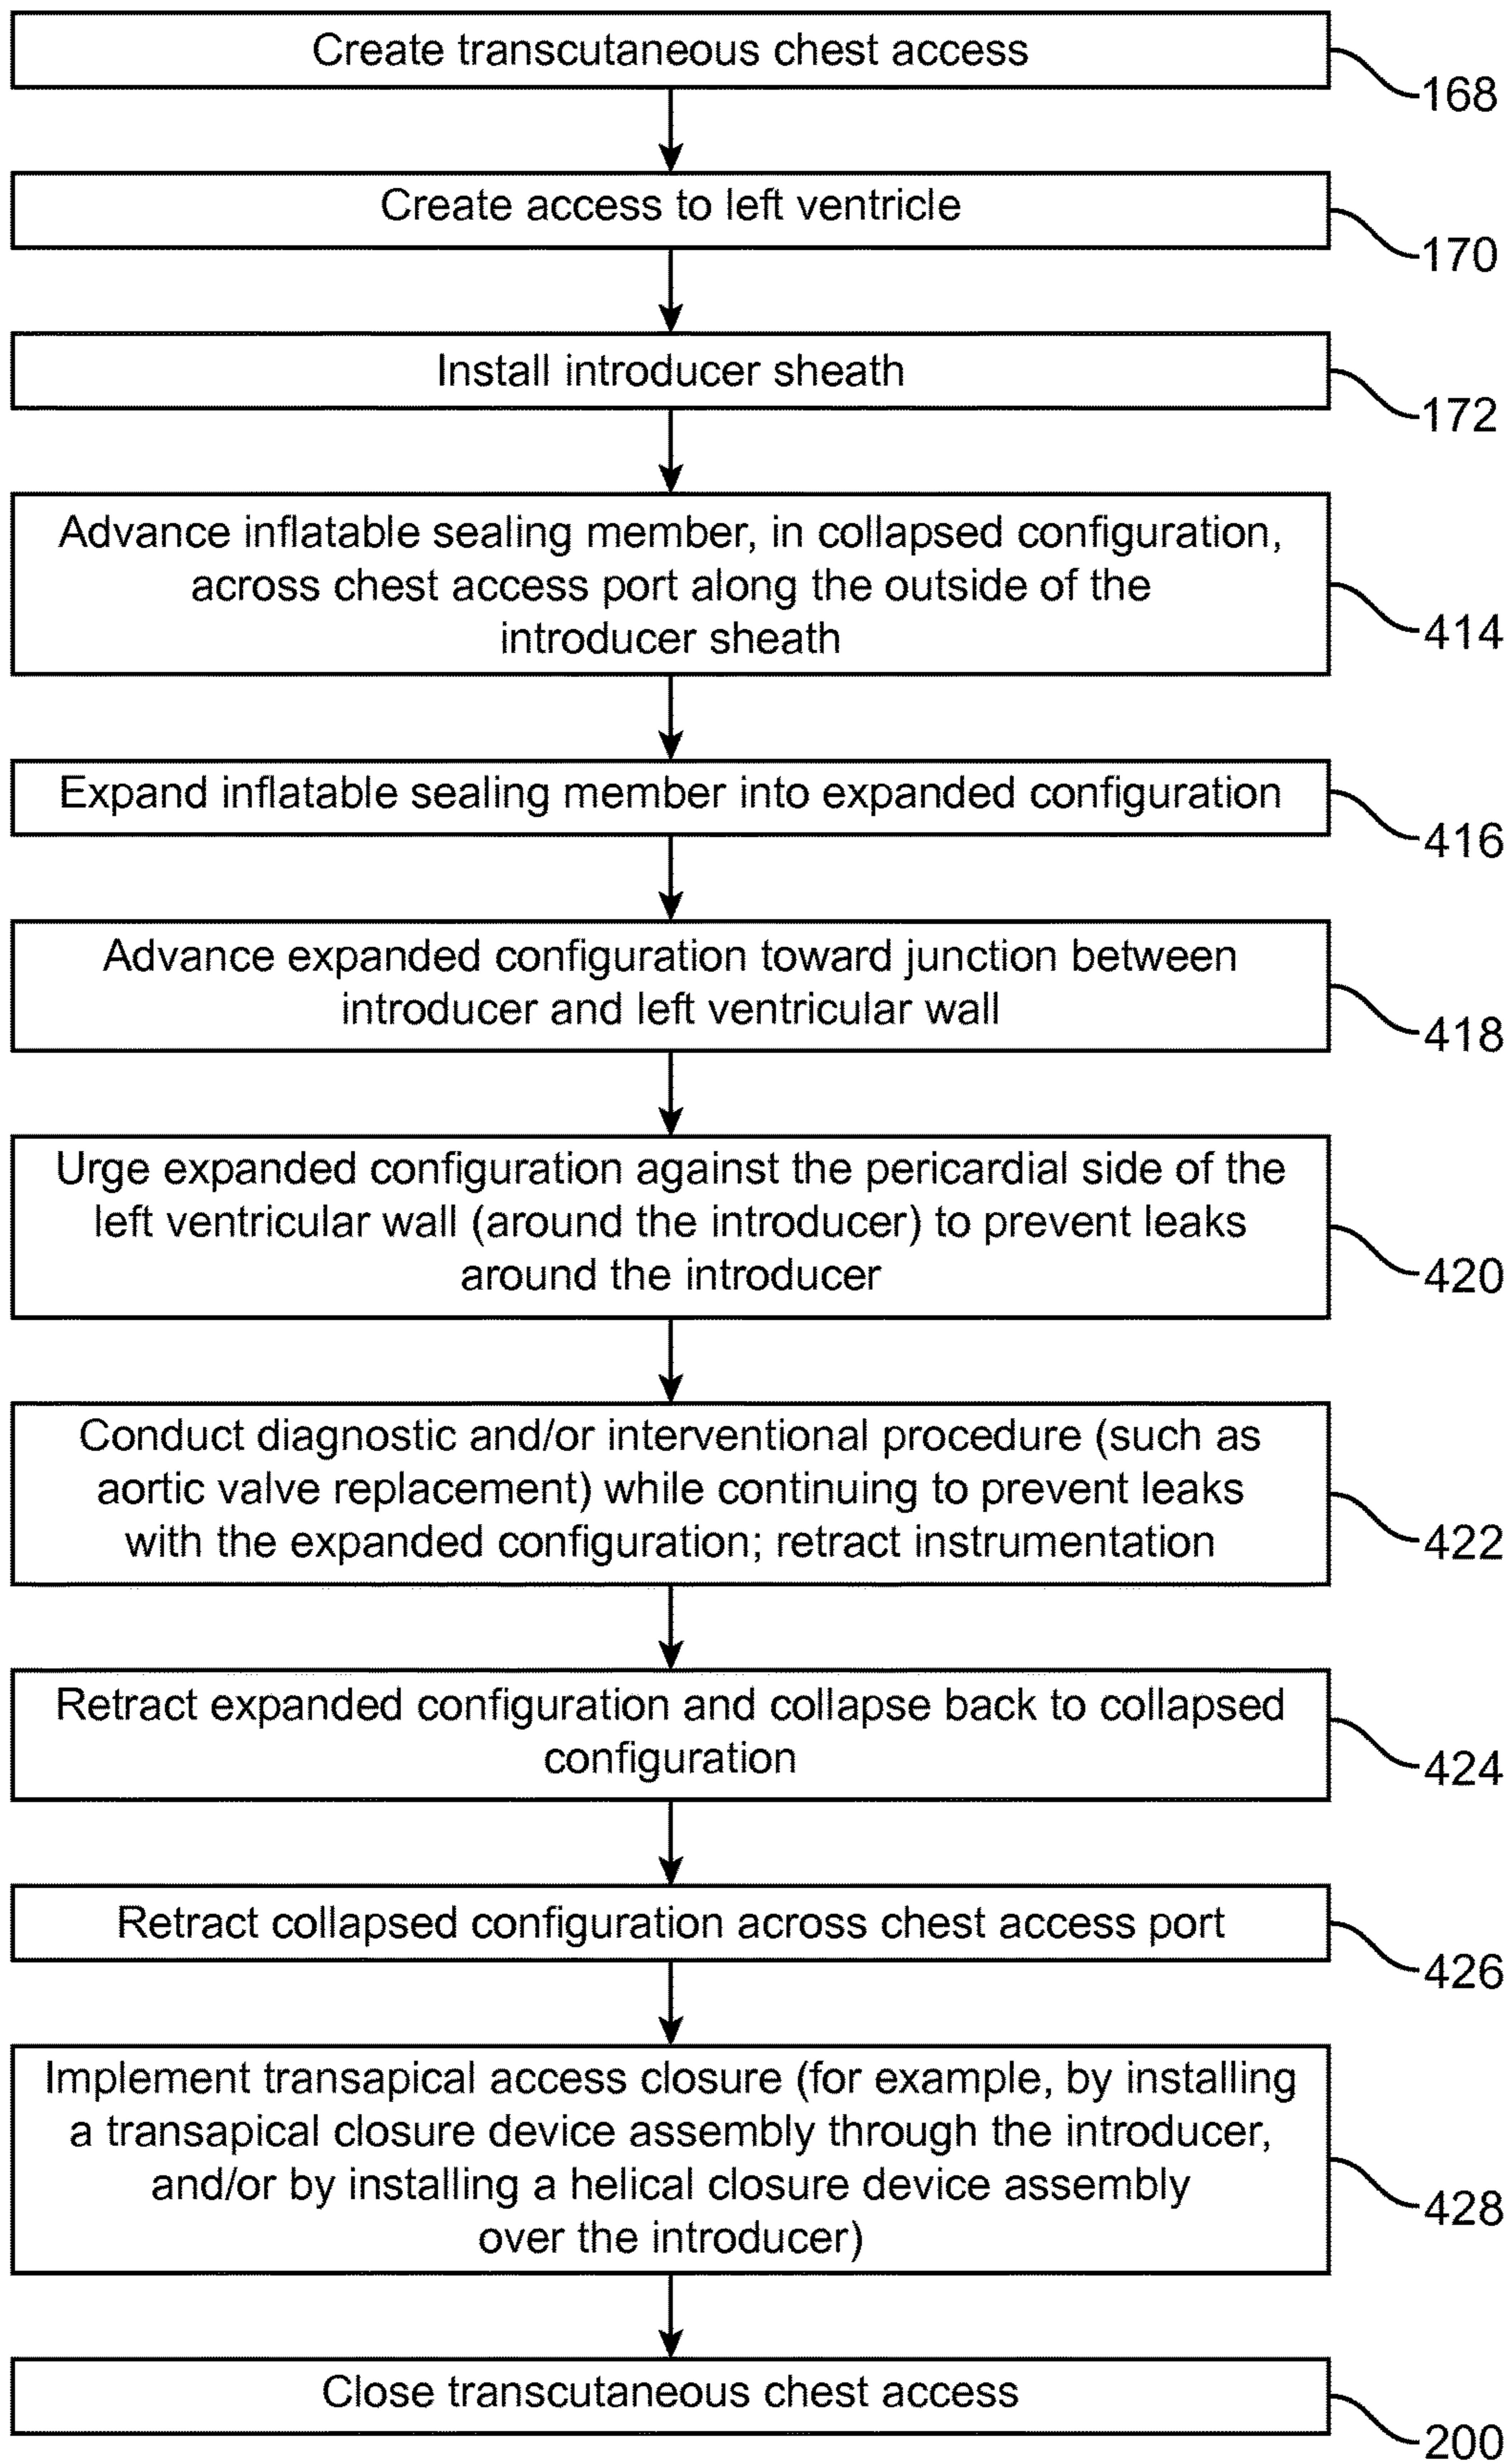 Create transcutaneous chest access
168
Create access to left ventricle
170
Install introducer sheath
172
Advance inflatable sealing member, in collapsed configuration,
across chest access port along the outside of the
introducer sheath
414
Expand inflatable sealing member into expanded configuration
416
Advance expanded configuration toward junction between
introducer and left ventricular wall
418
Urge expanded configuration against the pericardial side of the
left ventricular wall (around the introducer) to prevent leaks
around the introducer
420
Conduct diagnostic and/or interventional procedure (such as
aortic valve replacement) while continuing to prevent leaks
with the expanded configuration; retract instrumentation
422
Retract expanded configuration and collapse back to collapsed
configuration
424
Retract collapsed configuration across chest access port
426
Implement transapical access closure (for example, by installing
a transapical closure device assembly through the introducer,
and/or by installing a helical closure device assembly
over the introducer)
428
Close transcutaneous chest access
200